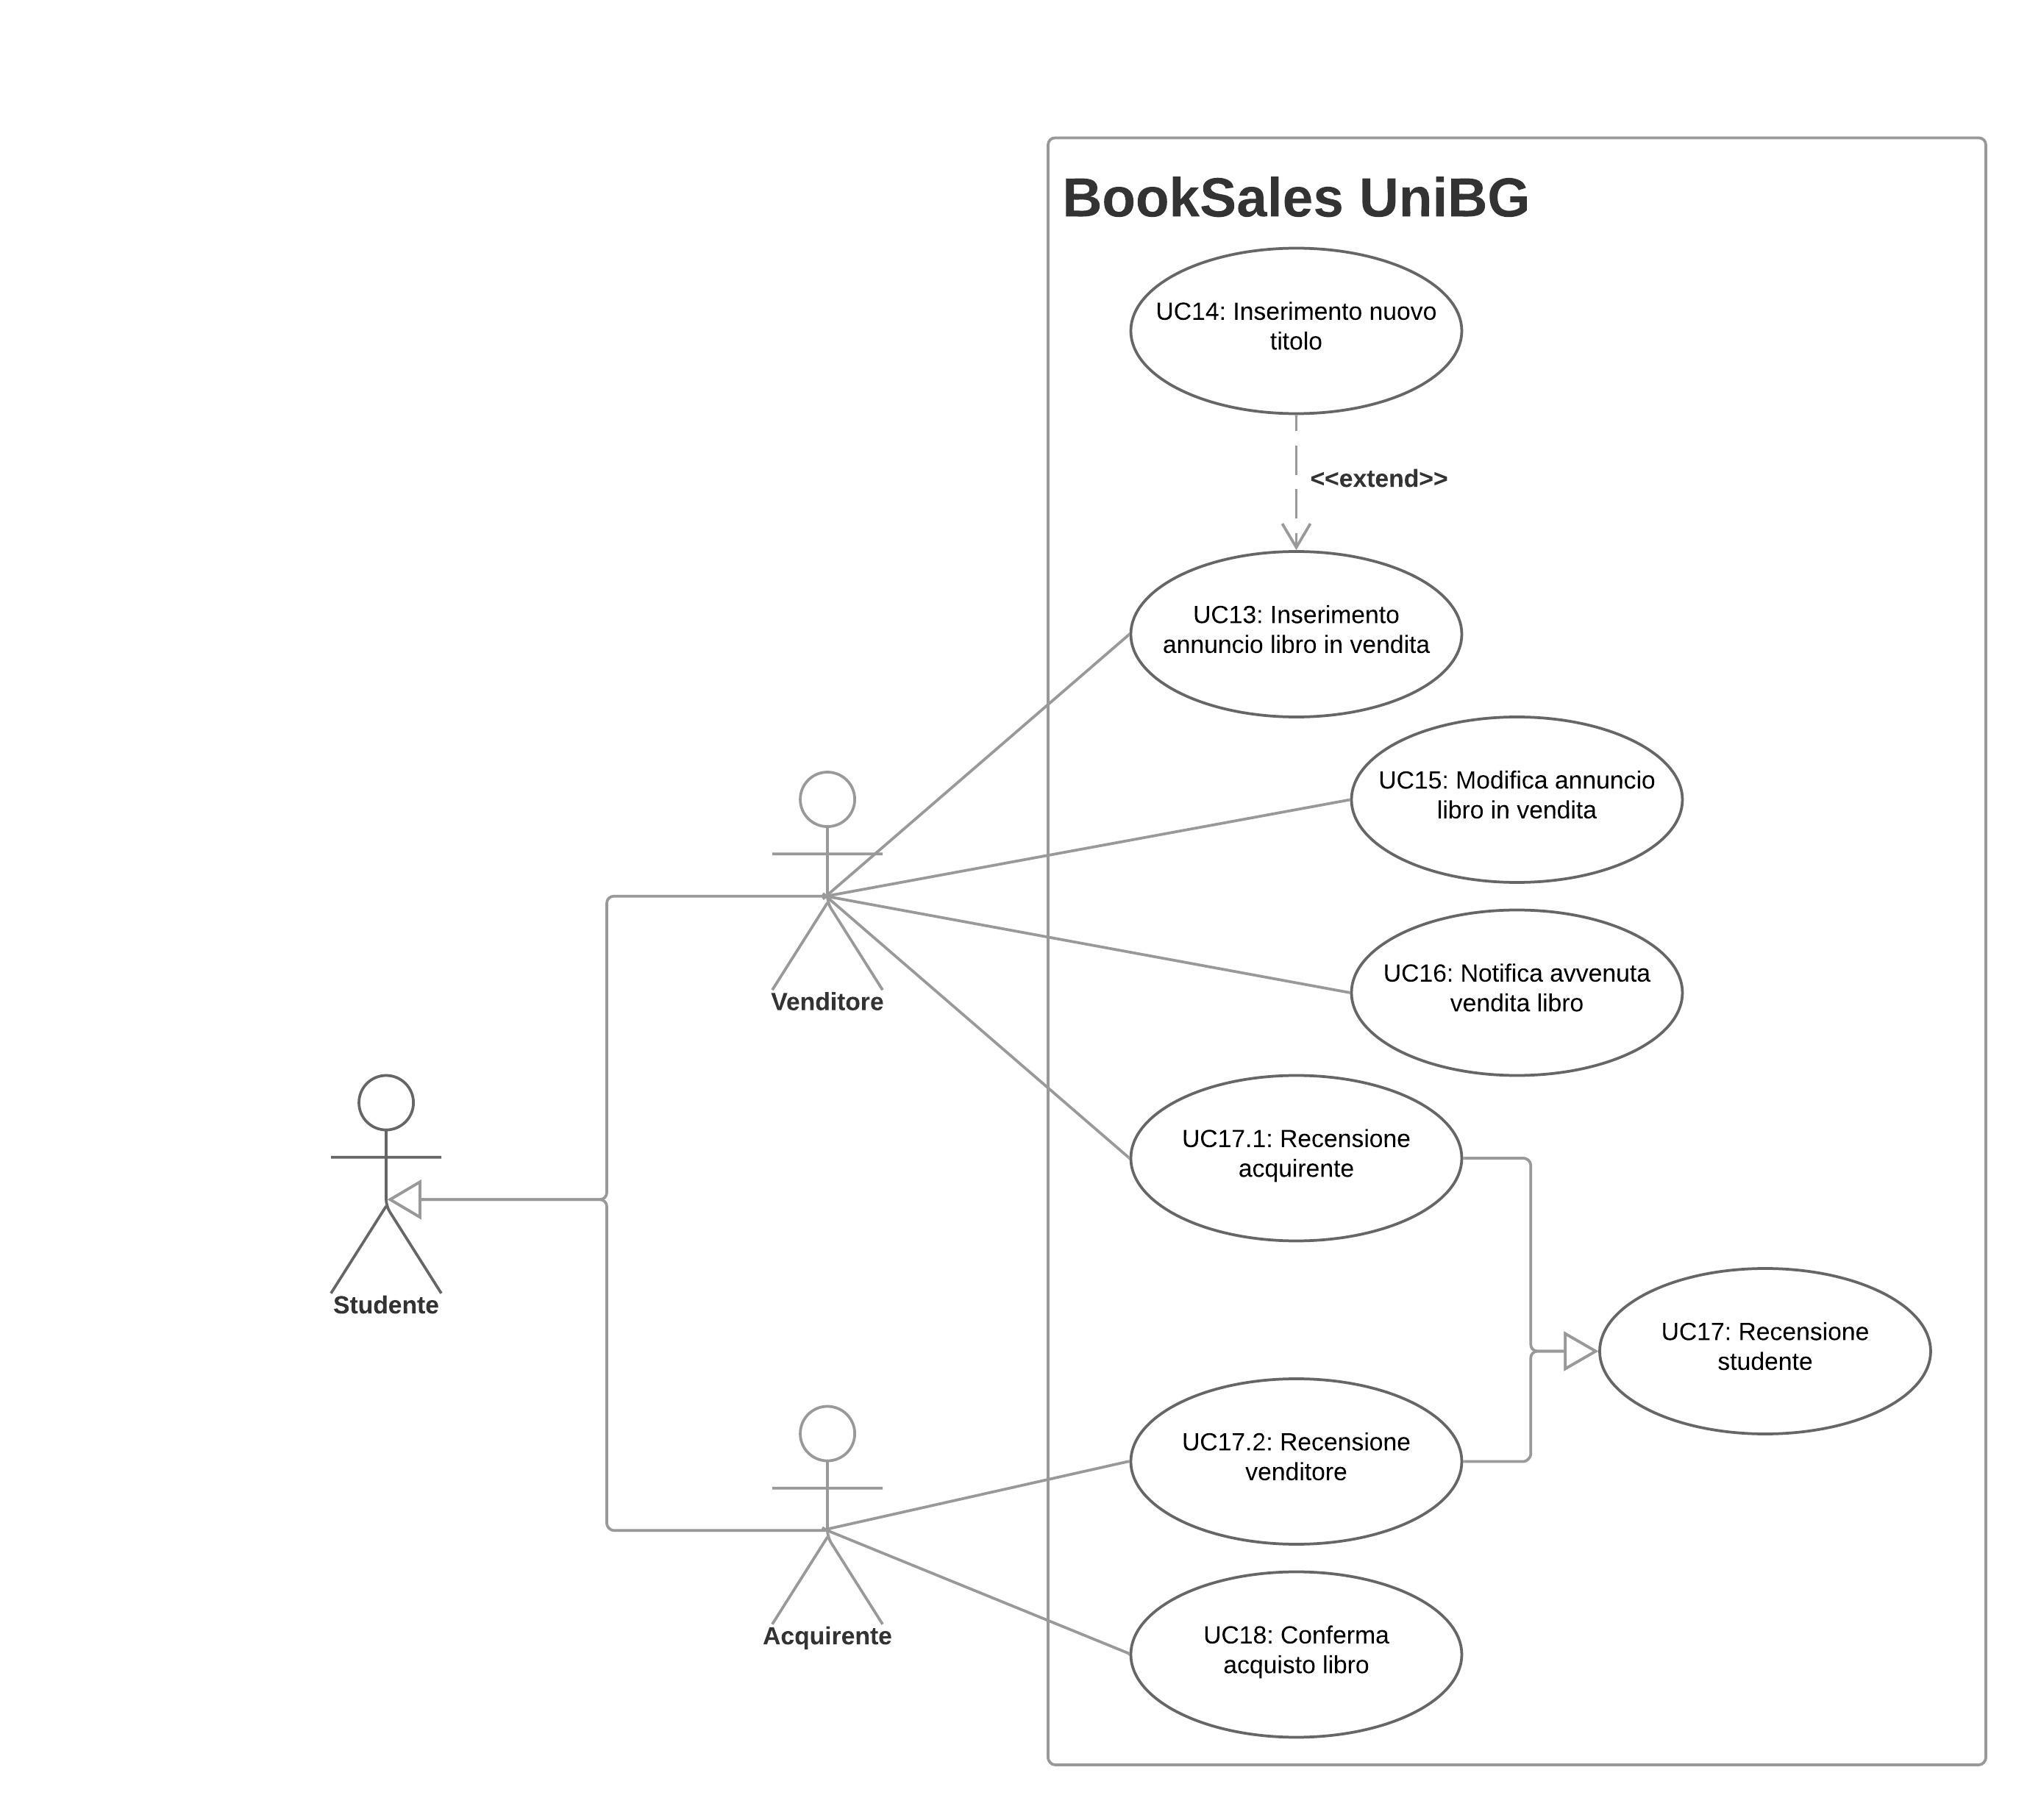 BookSales UniBG
UC14: Inserimento nuovo
titolo
<<extend>>
UC13: Inserimento
annuncio libro in vendita
UC15: Modifica annuncio
libro in vendita
UC16: Notifica avvenuta
vendita libro
Venditore
UC17.1: Recensione
acquirente
Studente
UC17: Recensione
studente
UC17.2: Recensione
venditore
Acquirente
UC18: Conferma
acquisto libro